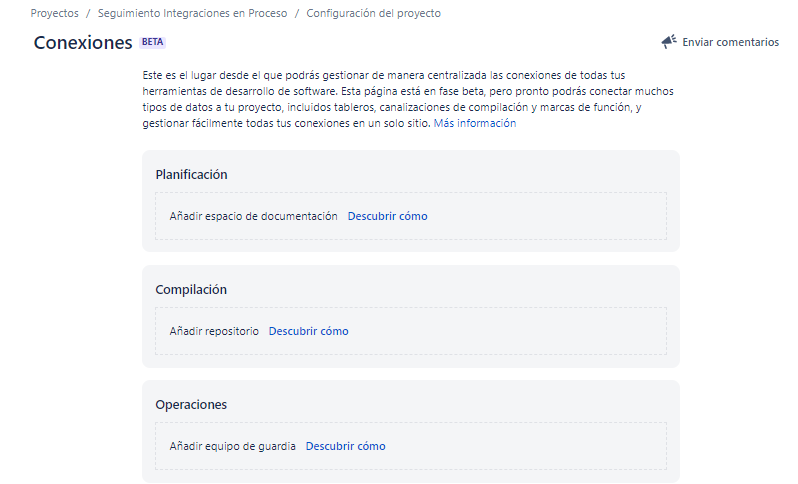 Proyectos / Seguimiento Integraciones en Proceso / Configuración del proyecto
Conexiones BETA
Enviar comentarios
Este es el lugar desde el que podrás gestionar de manera centralizada las conexiones de todas tus
herramientas de desarrollo de software. Esta página está en fase beta, pero pronto podrás conectar muchos
tipos de datos a tu proyecto, incluidos tableros, canalizaciones de compilación y marcas de función, y
gestionar fácilmente todas tus conexiones en un solo sitio. Más información
Planificación
Añadir espacio de documentación Descubrir cómo
Compilación
Añadir repositorio Descubrir cómo
Operaciones
Añadir equipo de guardia Descubrir cómo